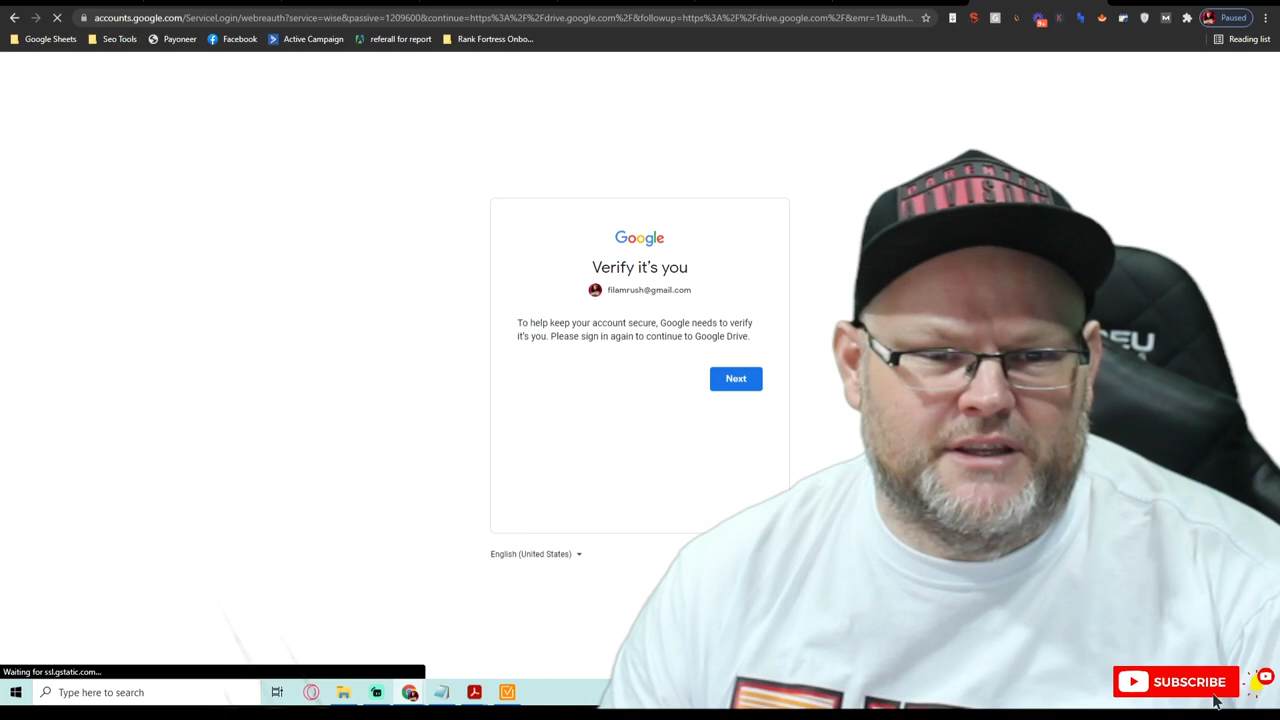 accounts.google.com/ServiceLogin/webreauth?service=wise&passive=1209600&continue=https%3A%2F%2Fdrive.google.com%2F&followup=https%3A%2F%2Fdrive.google.com%2F&emr=1&auth...
Paused
Google Sheets
Seo Tools
Payoneer
Facebook
Active Campaign
referall for report
Rank Fortress Onbo...
Reading list
PARENTAL
ADVISORY
Google
Verify it's you
filamrush@gmail.com
To help keep your account secure, Google needs to verify
it's you. Please sign in again to continue to Google Drive.
Next
English (United States)
Waiting for ssl.gstatic.com...
Type here to search
SUBSCRIBE